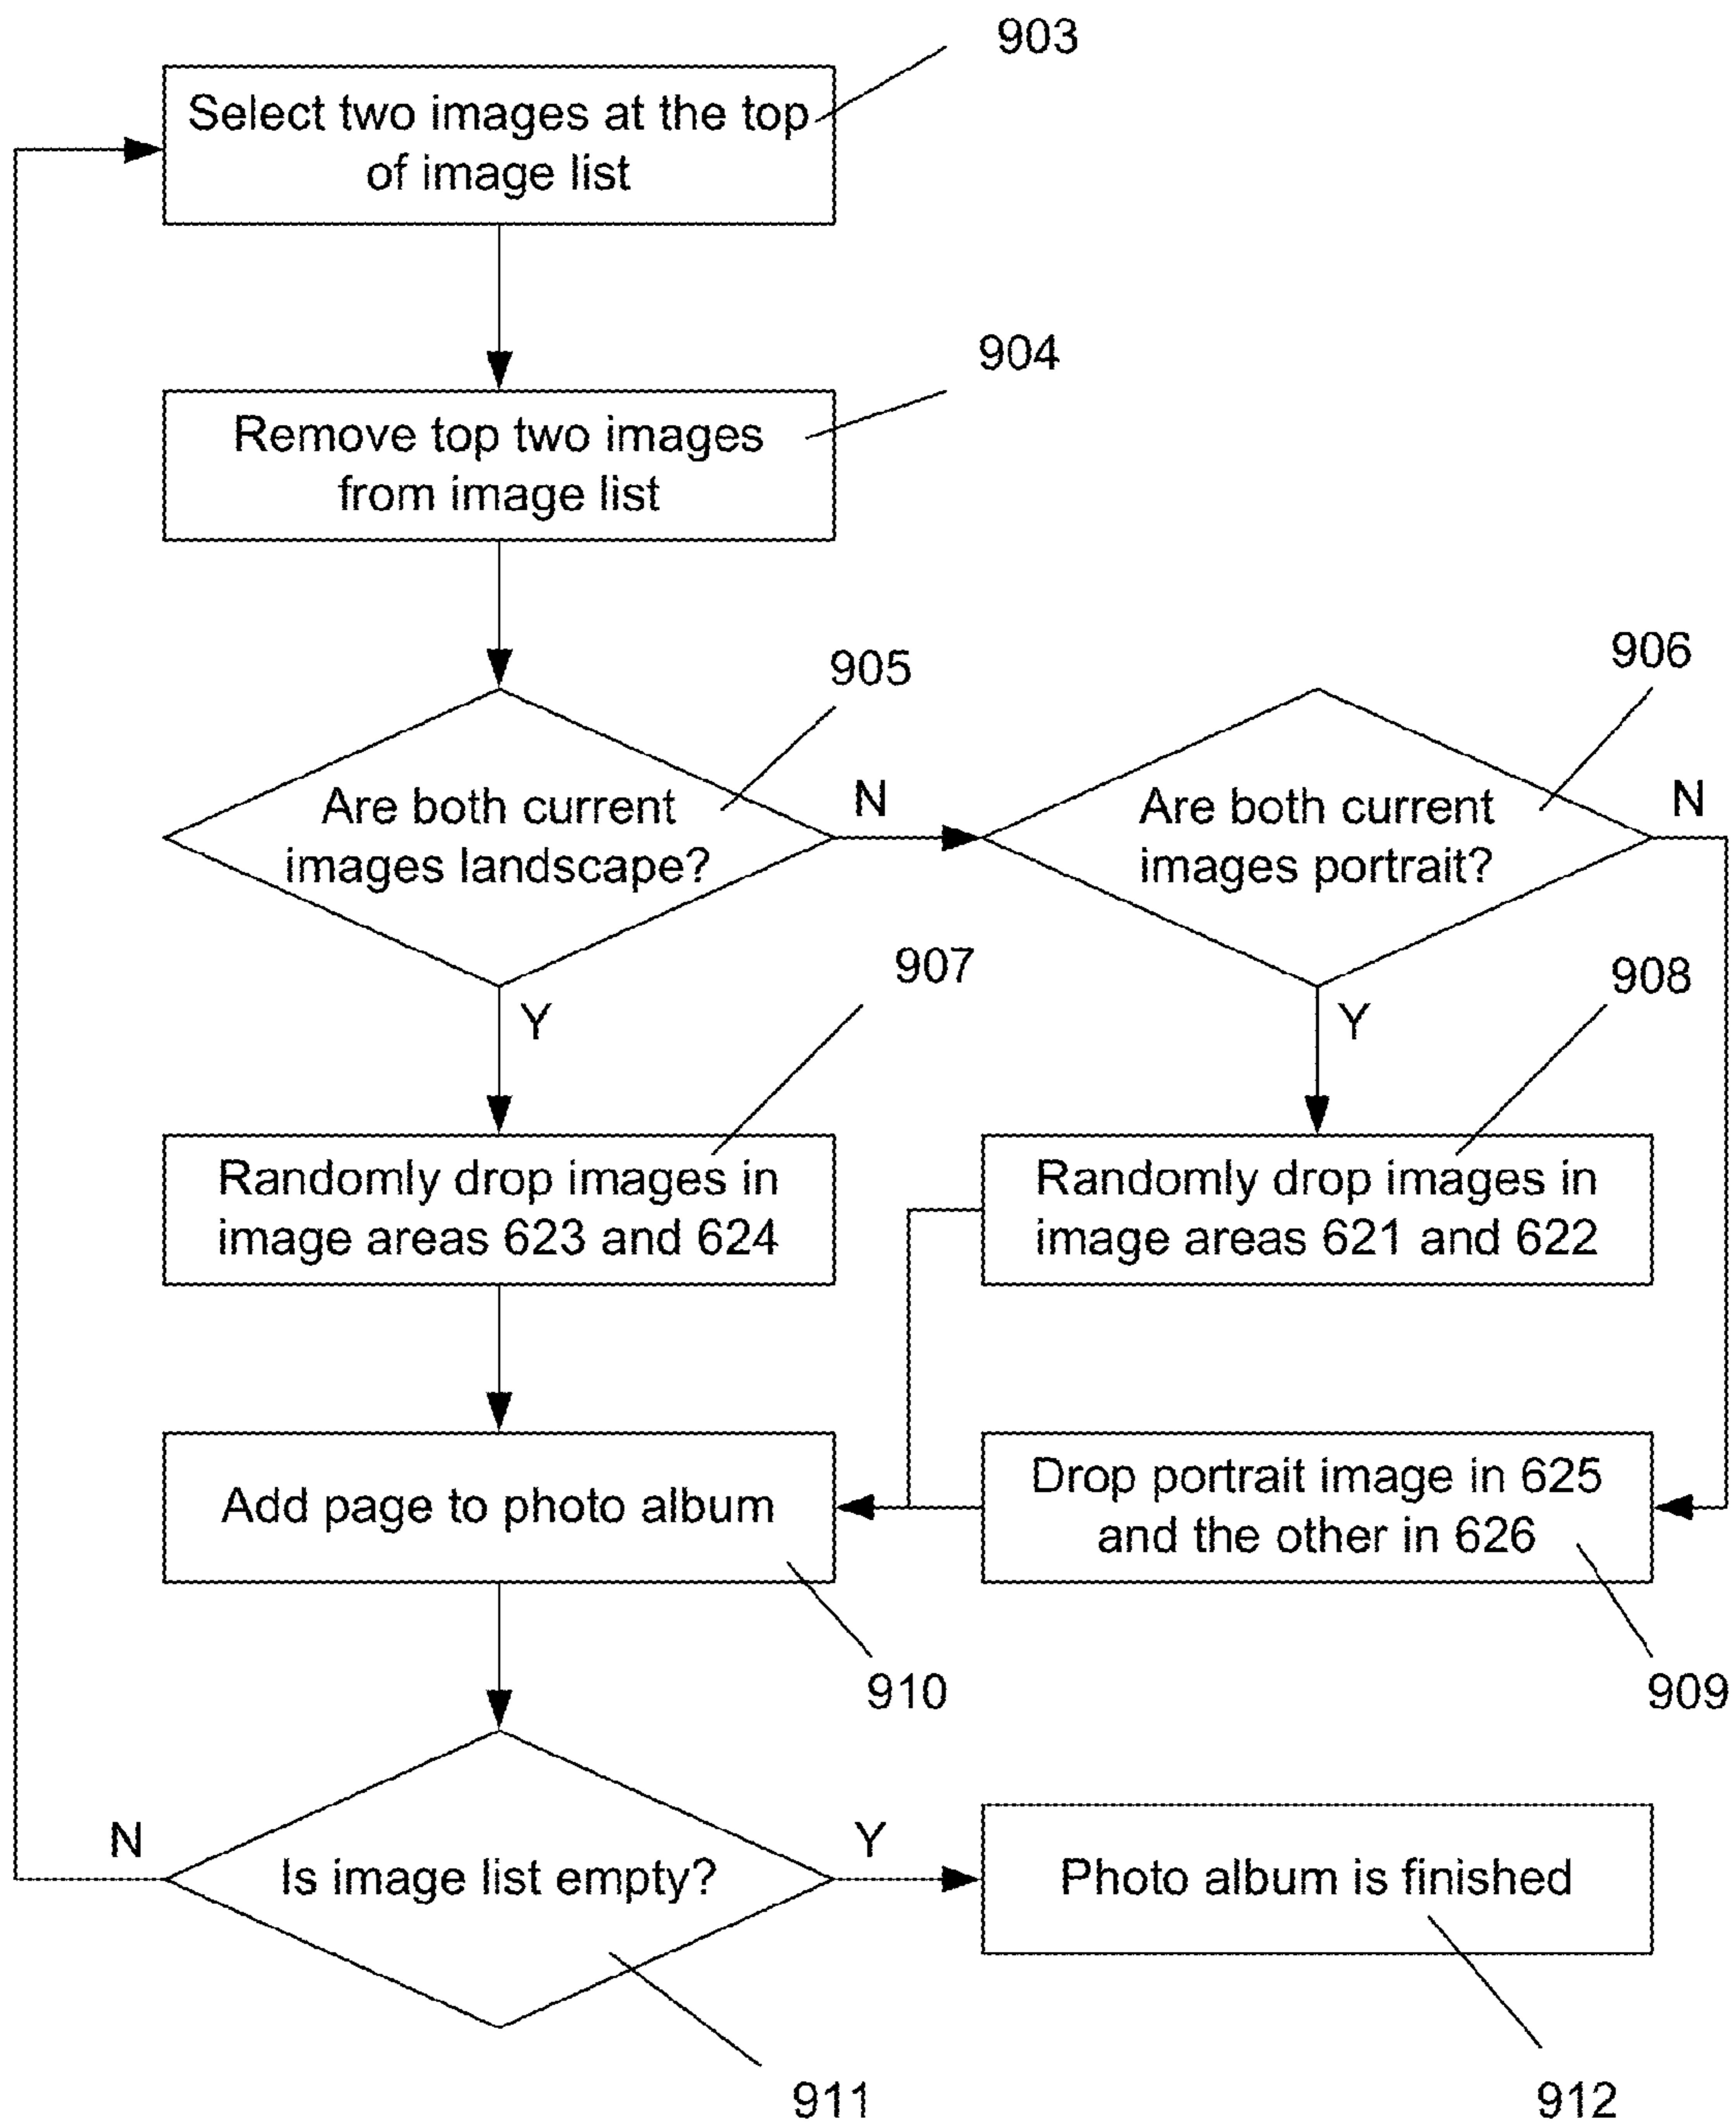 903
Select two images at the top
of image list
904
Remove top two images
from image list
905
906
Are both current
images landscape?
N
Are both current
images portrait?
N
Y
907
Y
908
Randomly drop images in
image areas 623 and 624
Randomly drop images in
image areas 621 and 622
Add page to photo album
Drop portrait image in 625
and the other in 626
910
909
N
Is image list empty?
Y
Photo album is finished
911
912